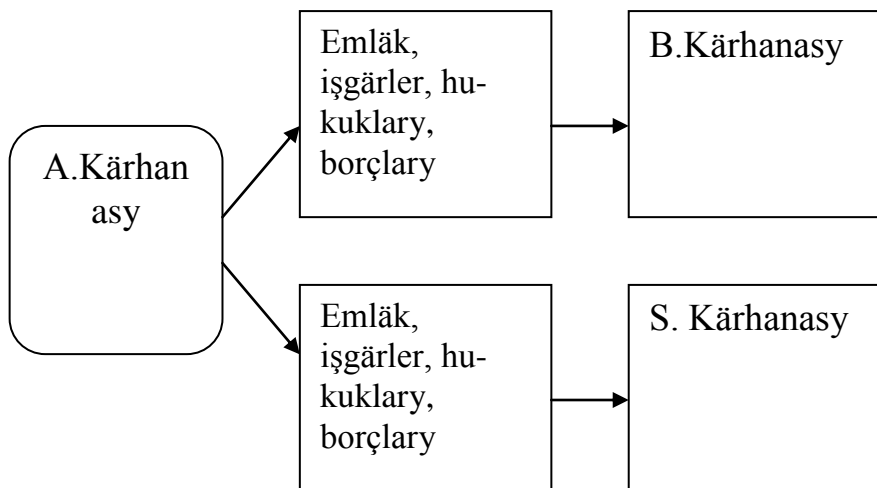 A.Kärhan
asy
Emläk,
işgärler, hu-
kuklary,
borçlary
B.Kärhanasy
Emläk,
işgärler, hu-
kuklary,
borçlary
S. Kärhanasy